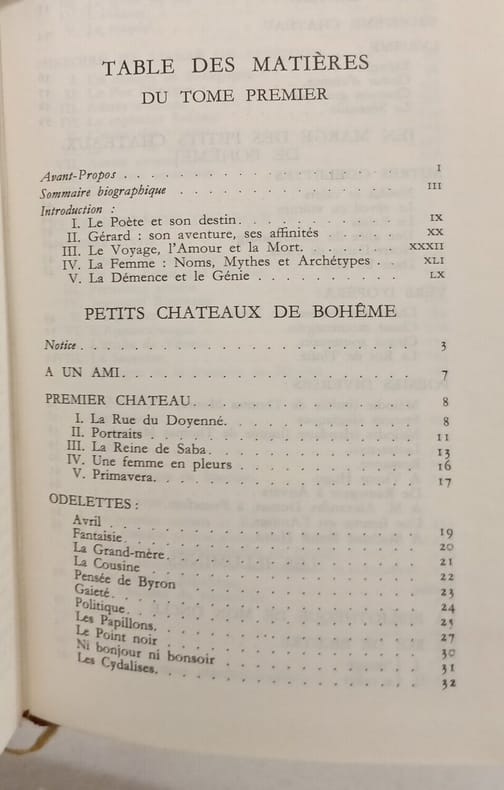 TABLE DES MATIÈRES
DU TOME PREMIER
Avant-Propos . . . . . . . . . . . . . . . I
Sommaire biographique . . . . . . . . . . . . III
Introduction :
I. Le Poète et son destin. . . . . . . . . . . IX
II. Gérard : son aventure, ses affinités . . . . . XX
III. Le Voyage, l'Amour et la Mort. . . . . . . XXXII
IV. La Femme : Noms, Mythes et Archétypes . . XLI
V. La Démence et le Génie . . . . . . . . . . LX
PETITS CHATEAUX DE BOHÊME
Notice . . . . . . . . . . . . . . . . . . 3
A UN AMI. . . . . . . . . . . . . . . . . 7
PREMIER CHATEAU. . . . . . . . . . . . . 8
I. La Rue du Doyenné. . . . . . . . . . . . 8
II. Portraits . . . . . . . . . . . . . . . . 11
III. La Reine de Saba. . . . . . . . . . . . . 13
IV. Une femme en pleurs . . . . . . . . . . . 16
V. Primavera. . . . . . . . . . . . . . . . 17
ODELETTES :
Avril . . . . . . . . . . . . . . . . . 19
Fantaisie. . . . . . . . . . . . . . . . 20
La Grand-mère. . . . . . . . . . . . . . 21
La Cousine . . . . . . . . . . . . . . . 22
Pensée de Byron . . . . . . . . . . . . . 23
Gaieté. . . . . . . . . . . . . . . . . 24
Politique. . . . . . . . . . . . . . . . 25
Les Papillons. . . . . . . . . . . . . . . 27
Le Point noir . . . . . . . . . . . . . . 30
Ni bonjour ni bonsoir . . . . . . . . . . . 31
Les Cydalises. . . . . . . . . . . . . . . 32